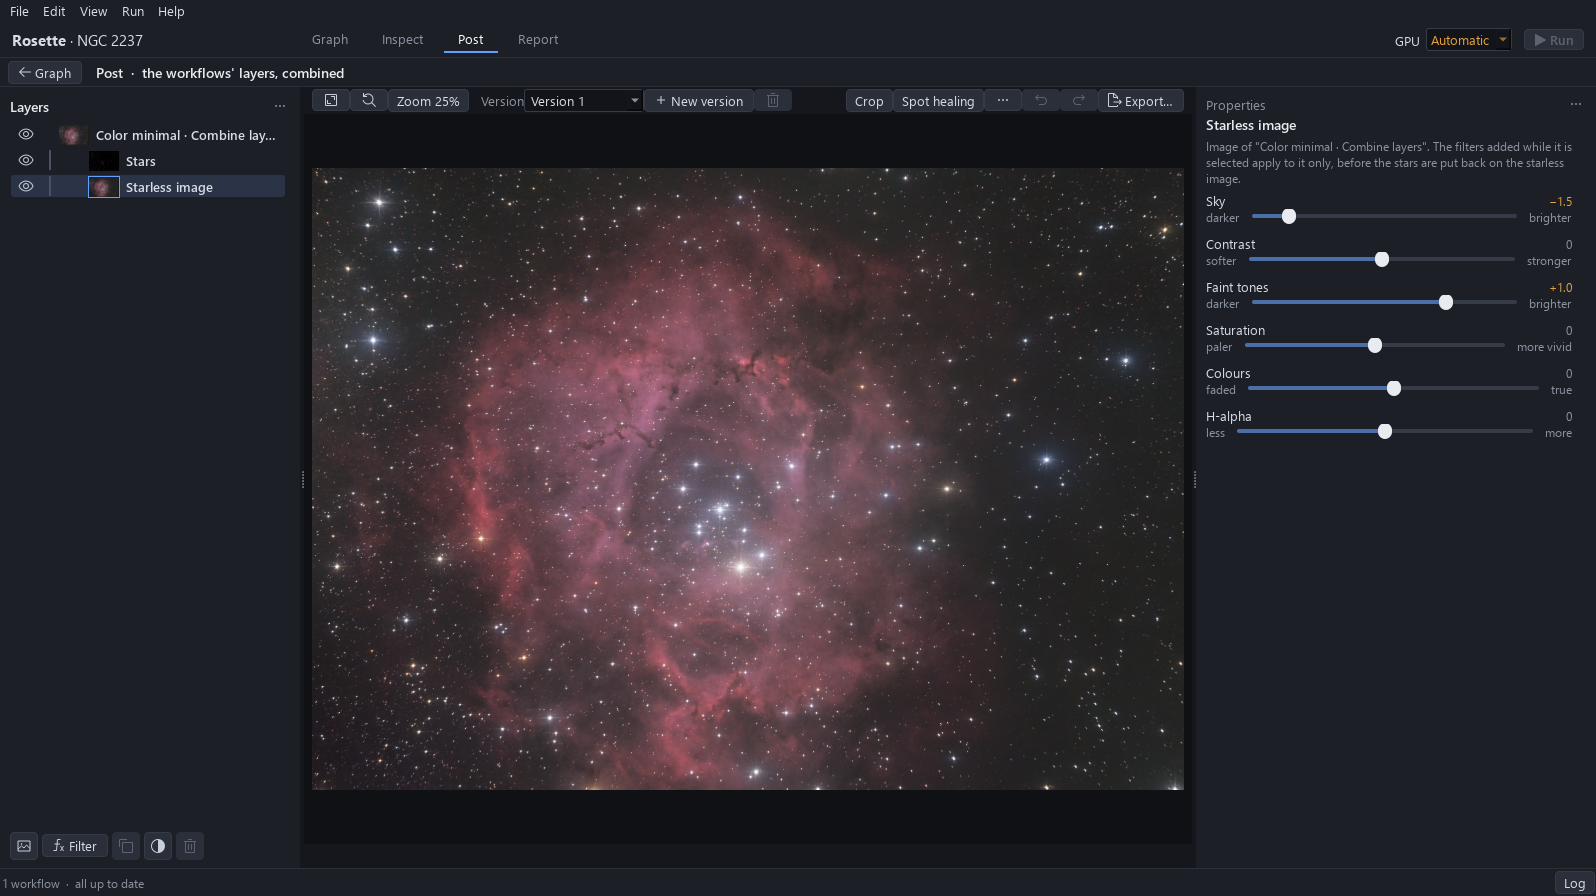 File Edit View Run Help
Rosette · NGC 2237
Graph Inspect Post Report
GPU Automatic Run
Graph Post · the workflows' layers, combined
Layers
Color minimal · Combine lay...
Stars
Starless image
Zoom 25% Version Version 1 + New version Crop Spot healing ··· Export...
Properties
Starless image
Image of "Color minimal · Combine layers". The filters added while it is
selected apply to it only, before the stars are put back on the starless
image.
Sky −1.5
darker brighter
Contrast 0
softer stronger
Faint tones +1.0
darker brighter
Saturation 0
paler more vivid
Colours 0
faded true
H-alpha 0
less more
fx Filter
1 workflow · all up to date
Log